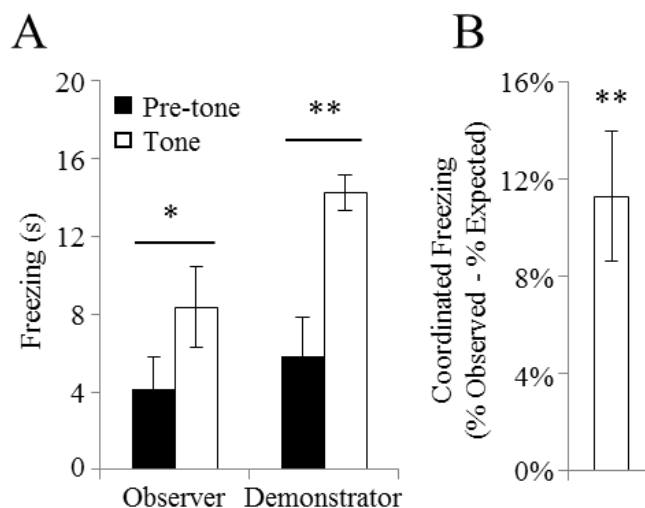 A
Freezing (s)
20
16
12
8
4
0
Pre-tone
Tone
*
**
Observer
Demonstrator
B
Coordinated Freezing
(% Observed - % Expected)
16%
12%
8%
4%
0%
**